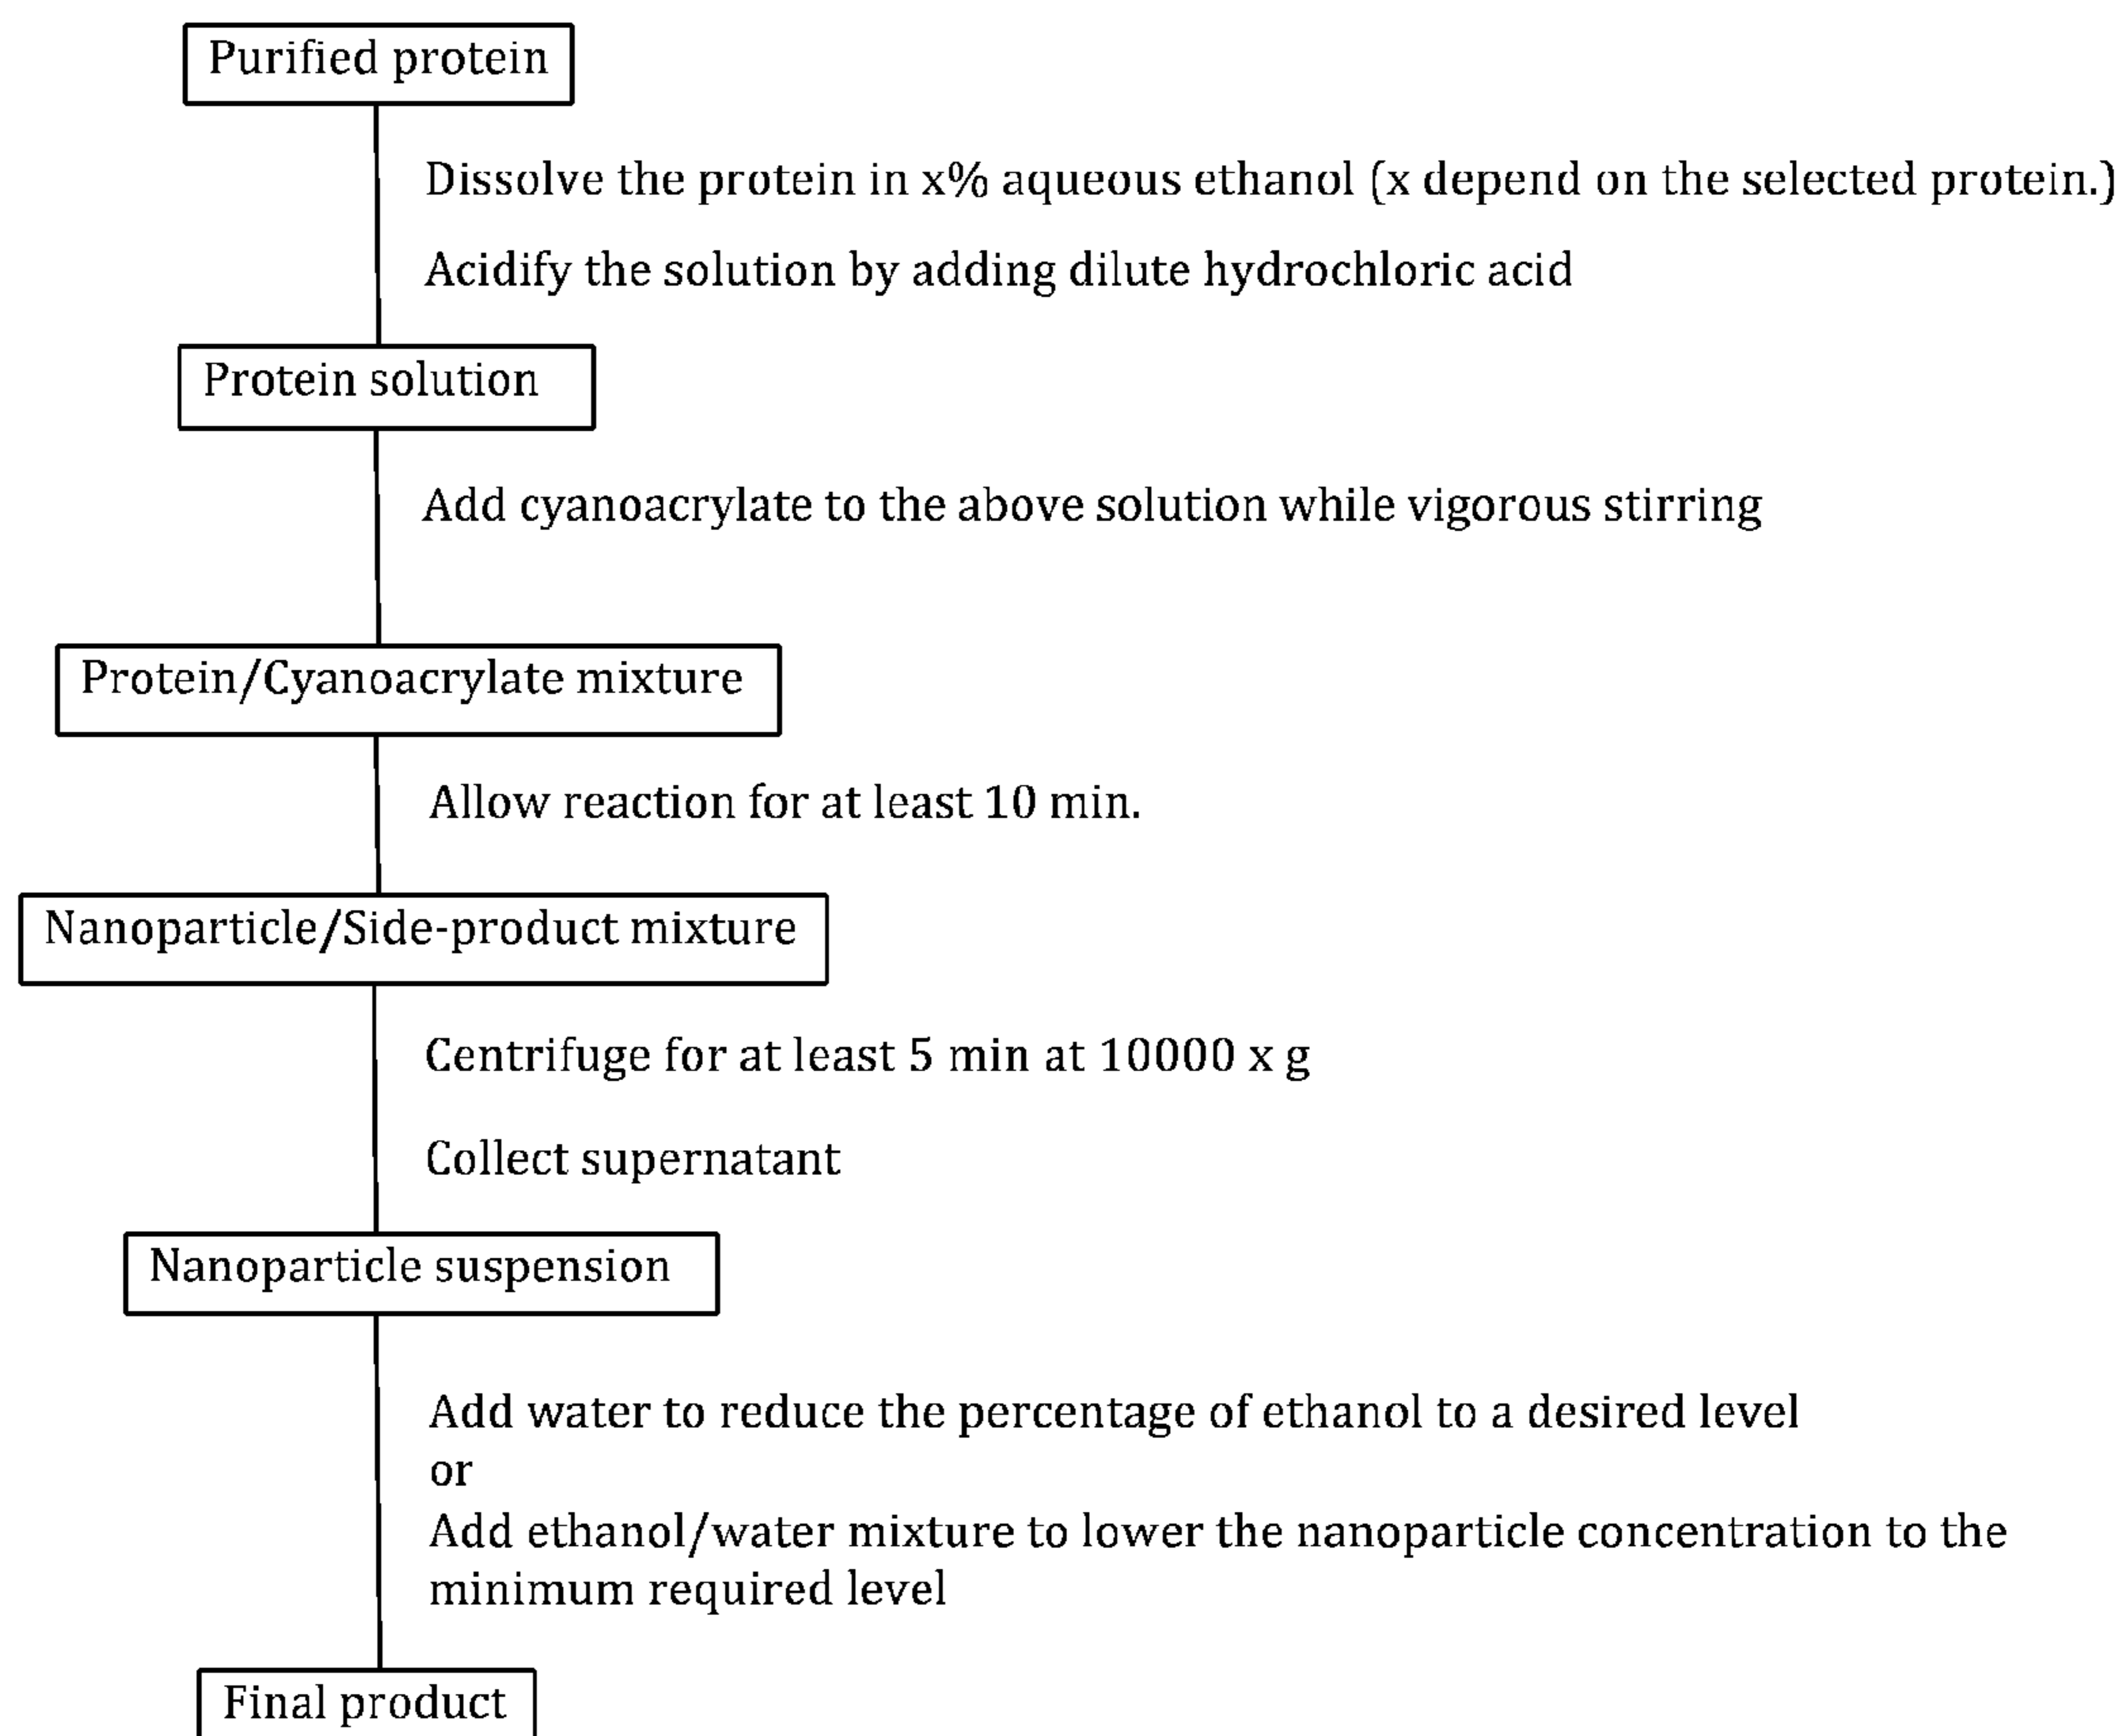 Purified protein
Dissolve the protein in x% aqueous ethanol (x depend on the selected protein.)
Acidify the solution by adding dilute hydrochloric acid
Protein solution
Add cyanoacrylate to the above solution while vigorous stirring
Protein/Cyanoacrylate mixture
Allow reaction for at least 10 min.
Nanoparticle/Side-product mixture
Centrifuge for at least 5 min at 10000 x g
Collect supernatant
Nanoparticle suspension
Add water to reduce the percentage of ethanol to a desired level
or
Add ethanol/water mixture to lower the nanoparticle concentration to the
minimum required level
Final product